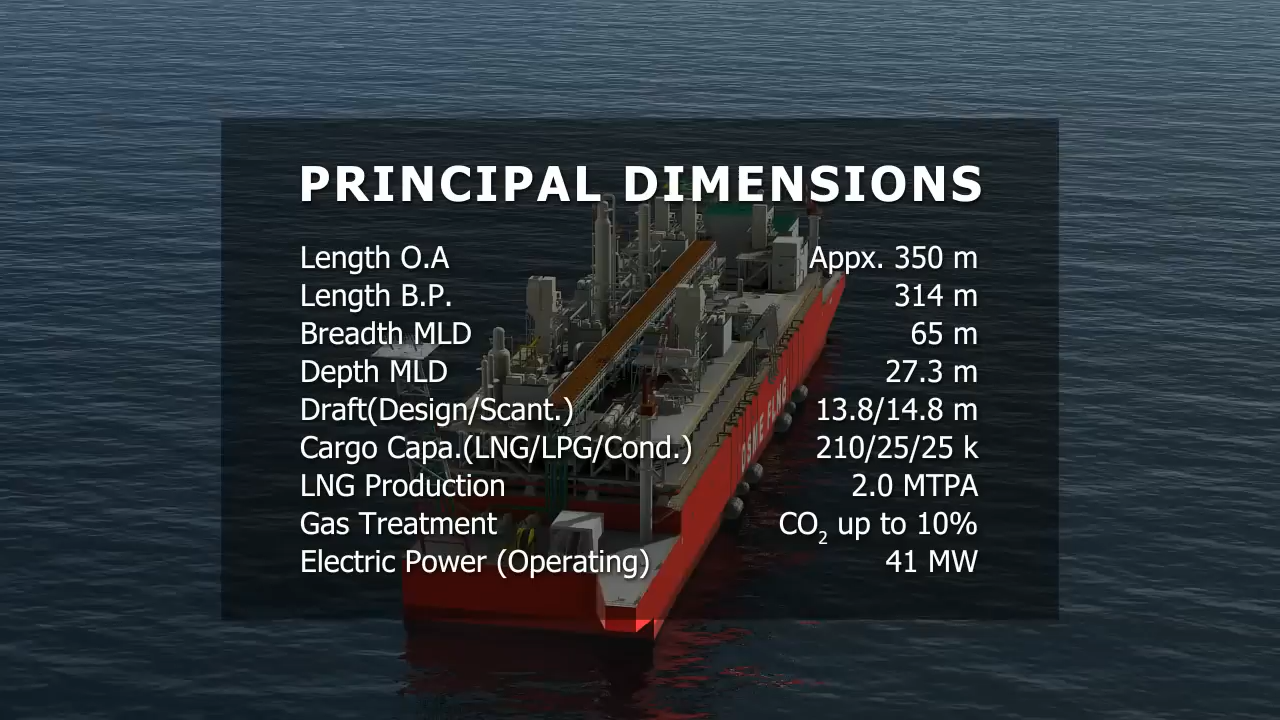 PRINCIPAL DIMENSIONS
Length O.A Appx. 350 m
Length B.P. 314 m
Breadth MLD 65 m
Depth MLD 27.3 m
Draft(Design/Scant.) 13.8/14.8 m
Cargo Capa.(LNG/LPG/Cond.) 210/25/25 k
LNG Production 2.0 MTPA
Gas Treatment CO₂ up to 10%
Electric Power (Operating) 41 MW
DSME FLNG